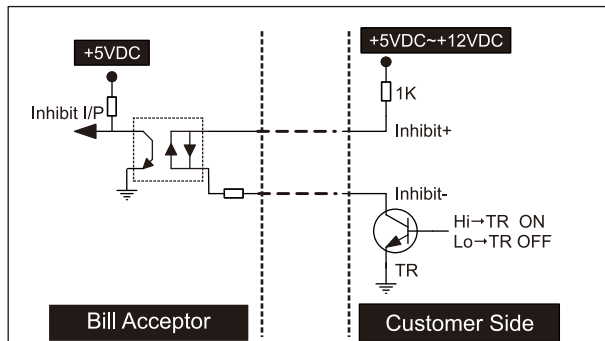 +5VDC
+5VDC~+12VDC
1K
Inhibit I/P
Inhibit+
Inhibit-
Hi→TR ON
Lo→TR OFF
TR
Bill Acceptor
Customer Side